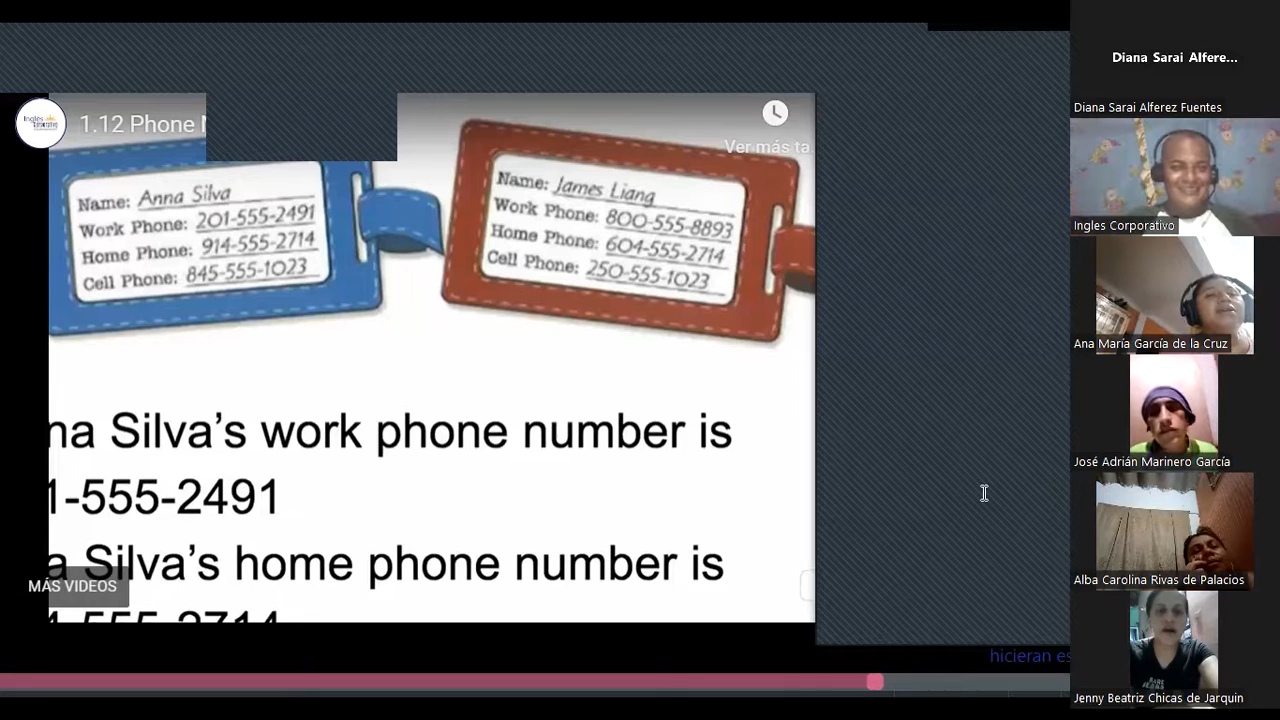 1.12 Phone
Ver más ta
Name: Anna Silva
Work Phone: 201-555-2491
Home Phone: 914-555-2714
Cell Phone: 845-555-1023
Name: James Liang
Work Phone: 800-555-8893
Home Phone: 604-555-2714
Cell Phone: 250-555-1023
na Silva's work phone number is
1-555-2491
a Silva's home phone number is
4-555-2714
MÁS VIDEOS
hicieran es
Diana Sarai Alfere...
Diana Sarai Alferez Fuentes
Ingles Corporativo
Ana María García de la Cruz
José Adrián Marinero García
Alba Carolina Rivas de Palacios
Jenny Beatriz Chicas de Jarquin